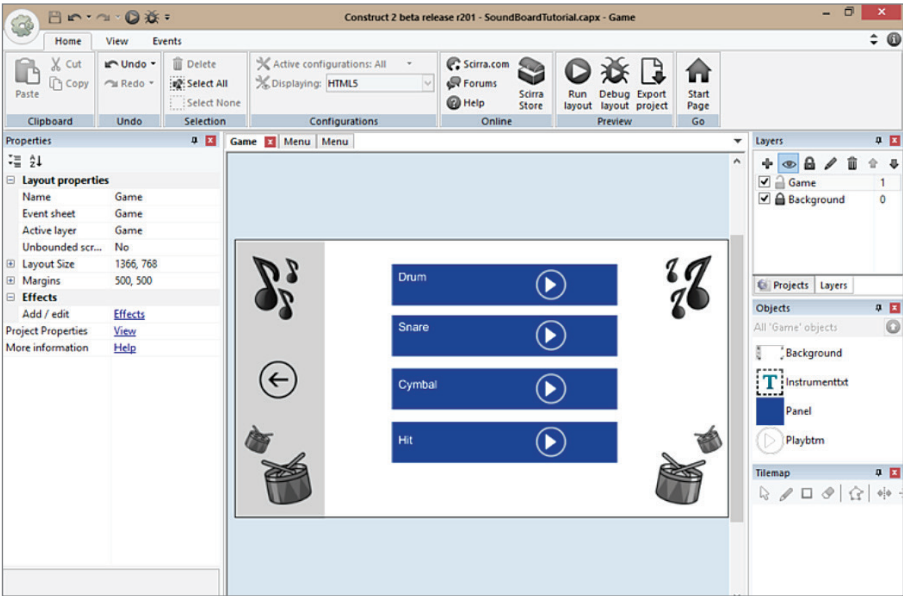 Construct 2 beta release r201 - SoundBoardTutorial.capx - Game
Home View Events
Paste
Cut
Copy
Clipboard
Undo
Redo
Undo
Delete
Select All
Select None
Selection
Active configurations: All
Displaying: HTML5
Configurations
Scirra.com
Forums
Help
Scirra
Store
Online
Run
layout
Debug
layout
Export
project
Preview
Start
Page
Go
Properties
Layout properties
Name Game
Event sheet Game
Active layer Game
Unbounded scr... No
Layout Size 1366, 768
Margins 500, 500
Effects
Add / edit Effects
Project Properties View
More information Help
Game Menu Menu
Drum
Snare
Cymbal
Hit
Layers
Game 1
Background 0
Projects Layers
Objects
All 'Game' objects
Background
T Instrumenttxt
Panel
Playbtm
Tilemap